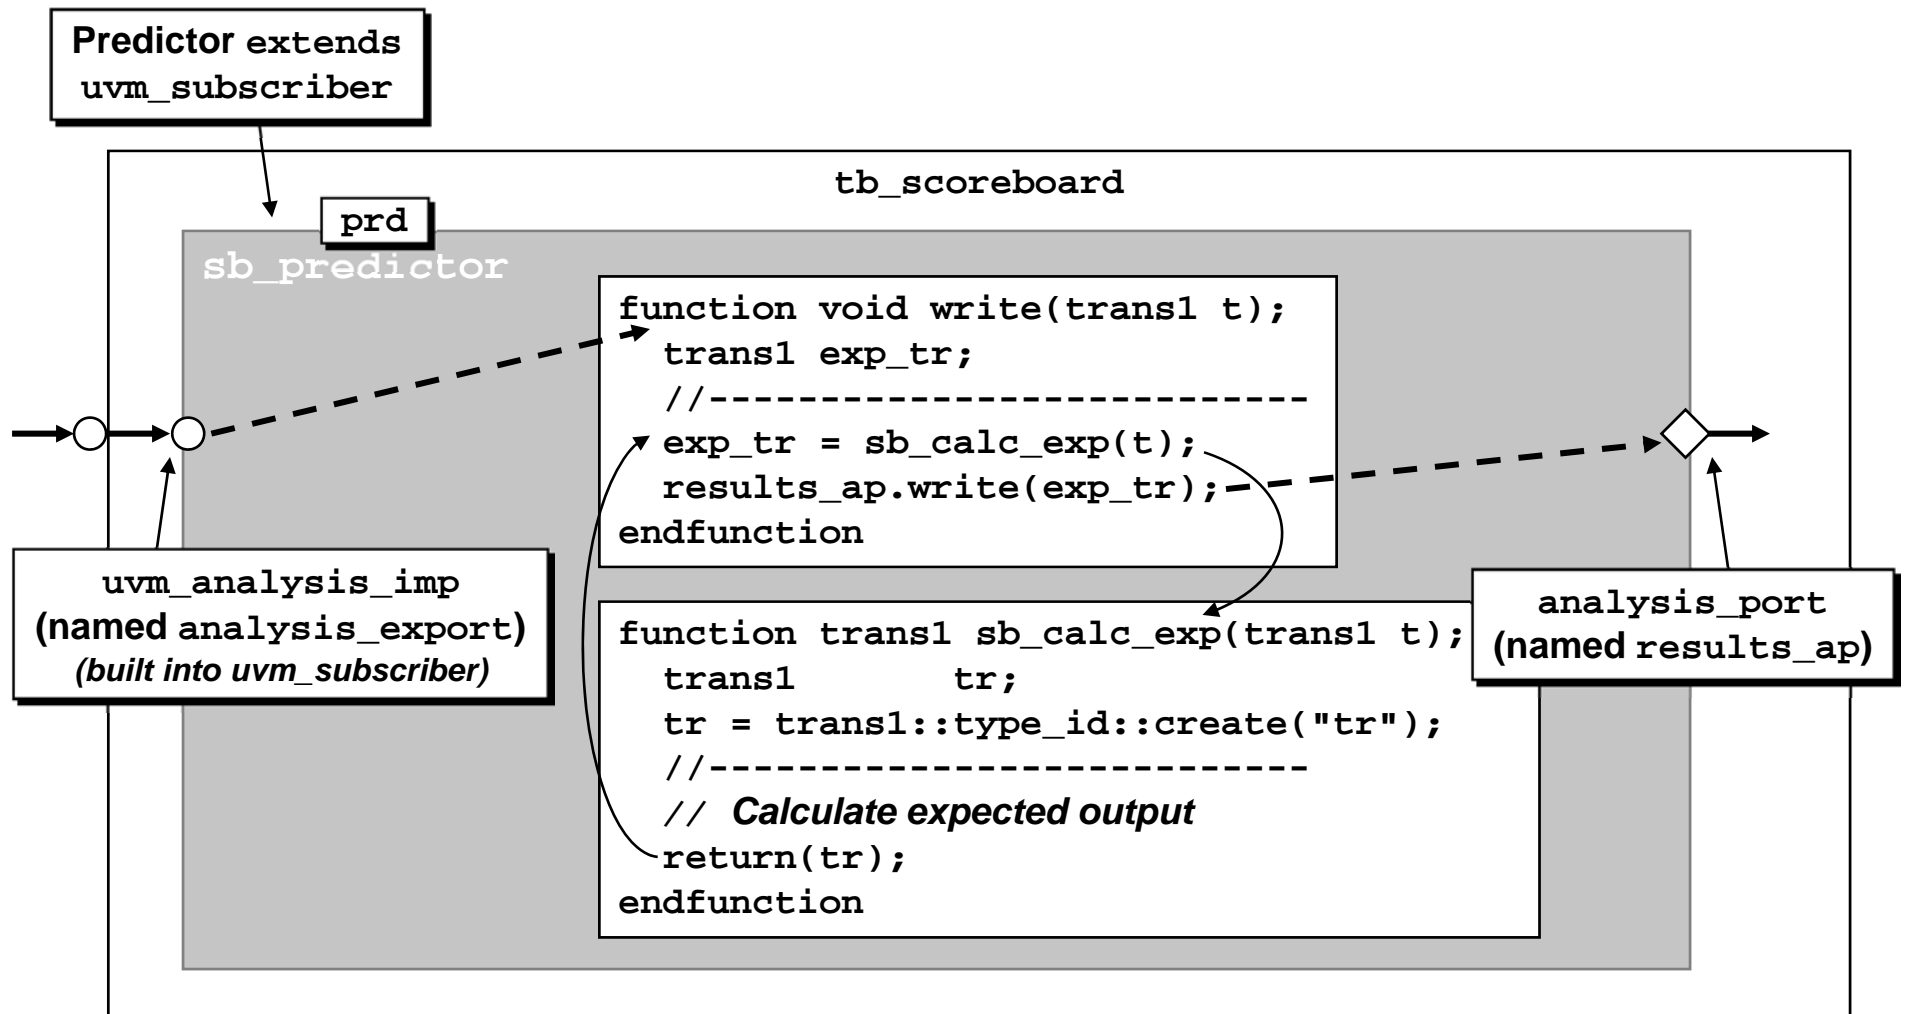 Predictor extends
uvm_subscriber
tb_scoreboard
prd
sb_predictor
function void write(trans1 t);
trans1 exp_tr;
//---------------------------
exp_tr = sb_calc_exp(t);
results_ap.write(exp_tr);
endfunction
uvm_analysis_imp
(named analysis_export)
(built into uvm_subscriber)
analysis_port
(named results_ap)
function trans1 sb_calc_exp(trans1 t);
trans1 tr;
tr = trans1::type_id::create("tr");
//---------------------------
// Calculate expected output
return(tr);
endfunction